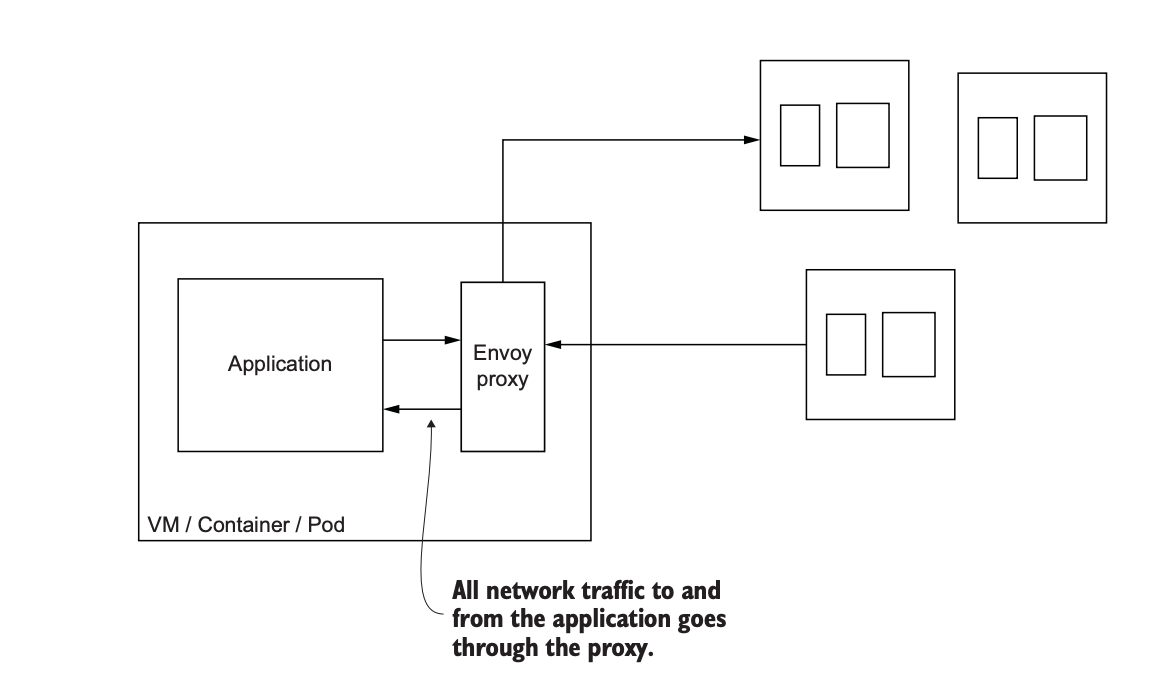 Application
Envoy
proxy
VM / Container / Pod
All network traffic to and
from the application goes
through the proxy.